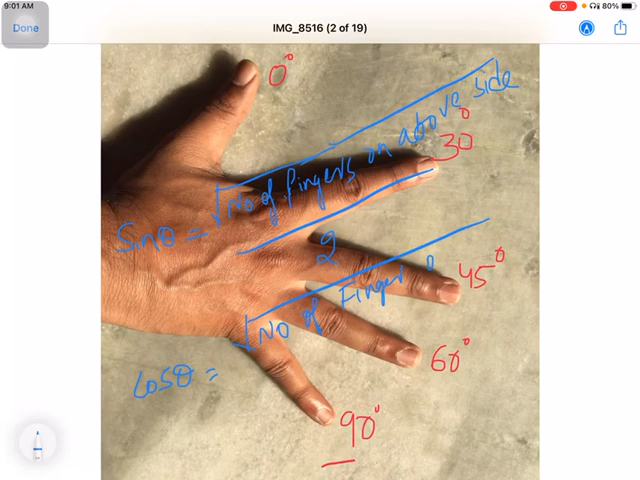 9:01 AM
80%
Done
IMG_8516 (2 of 19)
0°
Sinθ = √No of fingers on above side
2
30°
45°
cosθ = √No of Finger o
60°
90°